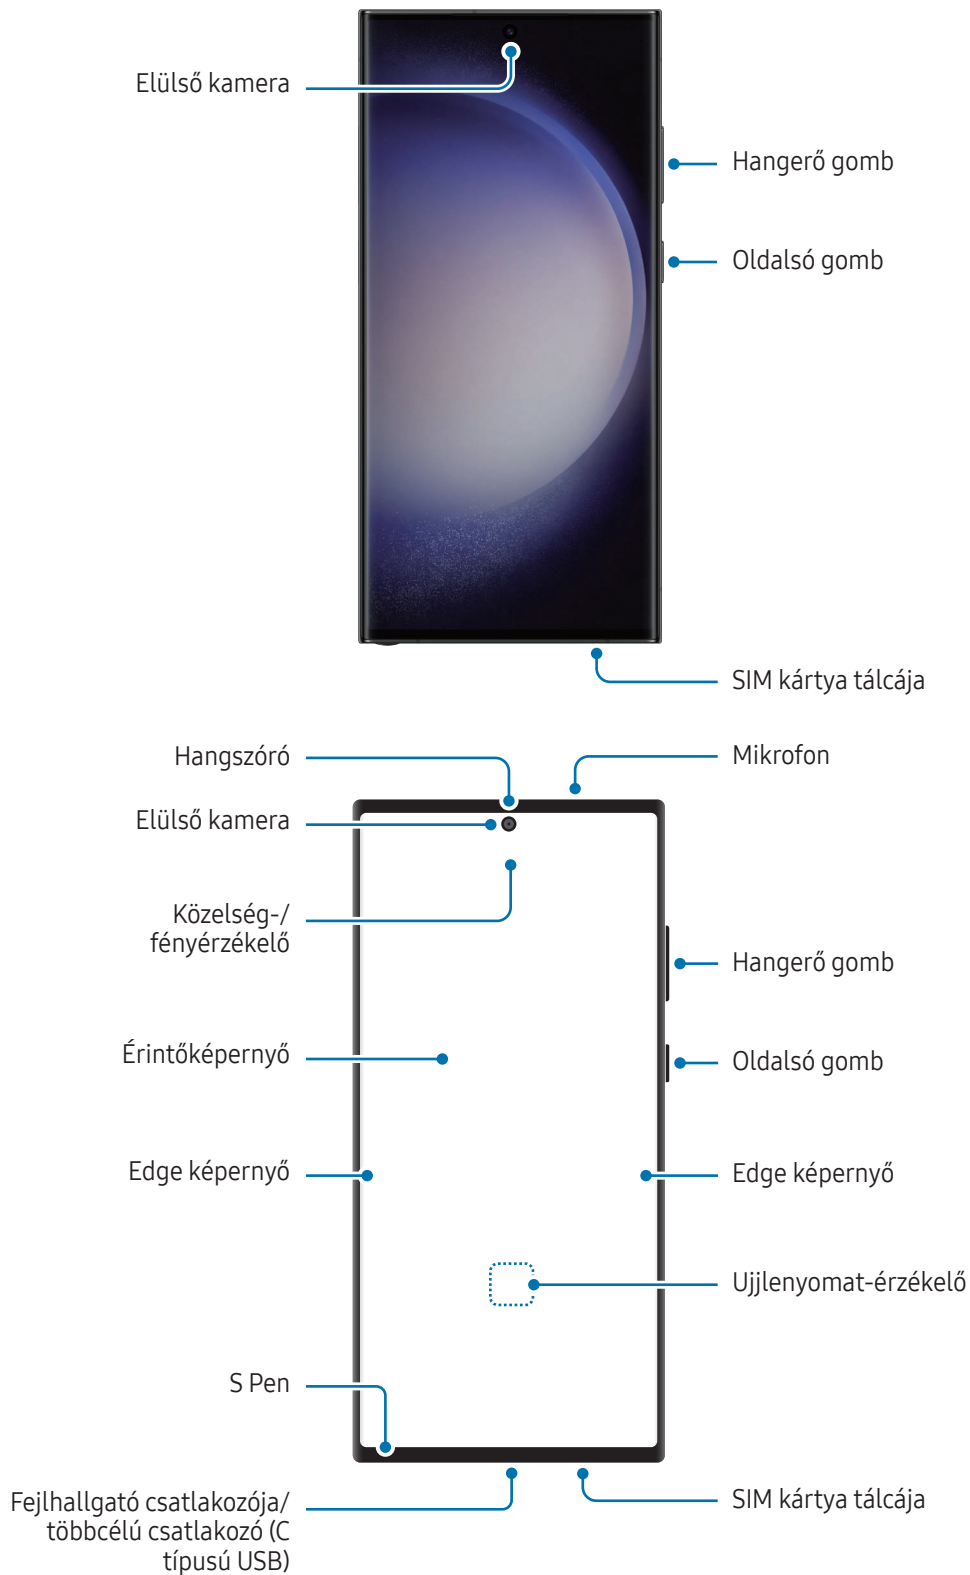 Elülső kamera
Hangerő gomb
Oldalsó gomb
SIM kártya tálcája
Hangszóró
Mikrofon
Elülső kamera
Közelség-/
fényérzékelő
Hangerő gomb
Érintőképernyő
Oldalsó gomb
Edge képernyő
Edge képernyő
Ujjlenyomat-érzékelő
S Pen
Fejlhallgató csatlakozója/
többcélú csatlakozó (C
típusú USB)
SIM kártya tálcája